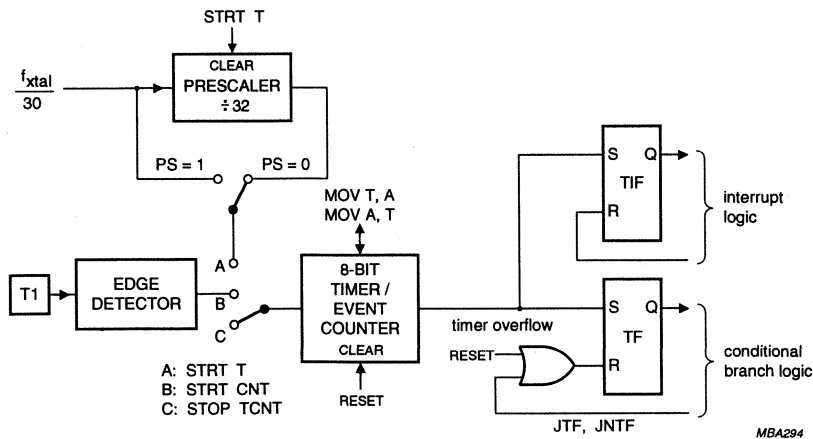 STRT T
CLEAR
PRESCALER
÷32
fxtal
30
PS = 1
PS = 0
MOV T, A
MOV A, T
A
B
C
T1
EDGE
DETECTOR
8-BIT
TIMER /
EVENT
COUNTER
CLEAR
RESET
A: STRT T
B: STRT CNT
C: STOP TCNT
timer overflow
S Q
TIF
R
interrupt
logic
S Q
TF
R
RESET
JTF, JNTF
conditional
branch logic
MBA294